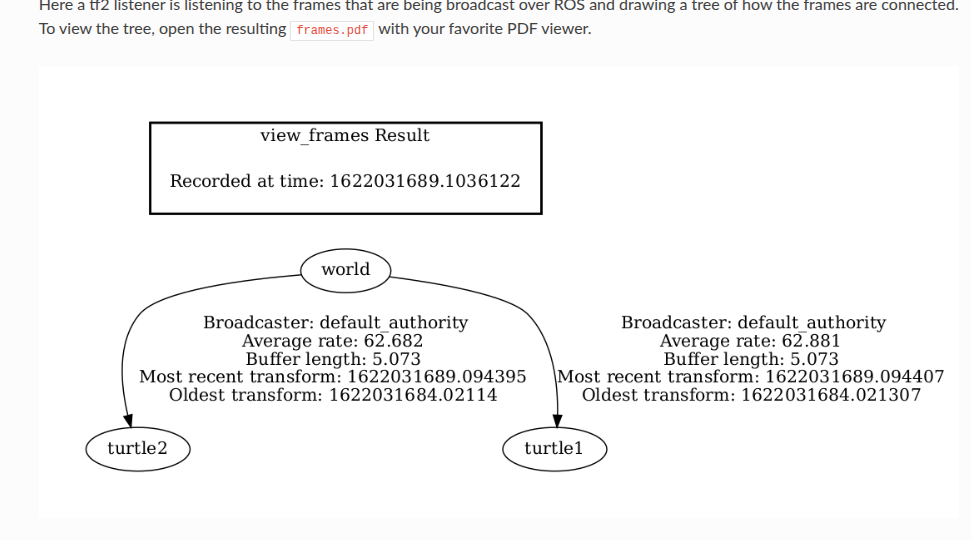 Here a tf2 listener is listening to the frames that are being broadcast over ROS and drawing a tree of how the frames are connected.
To view the tree, open the resulting frames.pdf with your favorite PDF viewer.
view_frames Result
Recorded at time: 1622031689.1036122
world
Broadcaster: default_authority
Average rate: 62.682
Buffer length: 5.073
Most recent transform: 1622031689.094395
Oldest transform: 1622031684.02114
Broadcaster: default_authority
Average rate: 62.881
Buffer length: 5.073
Most recent transform: 1622031689.094407
Oldest transform: 1622031684.021307
turtle2
turtle1